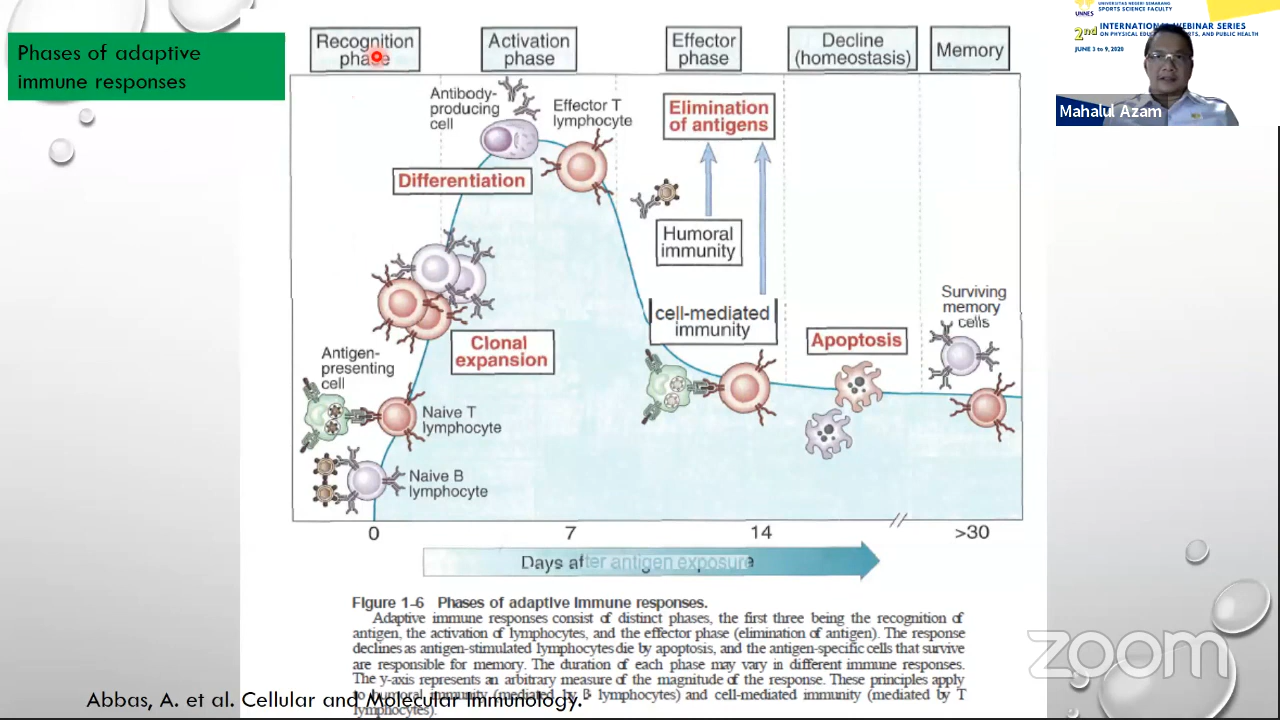 Phases of adaptive
immune responses
Recognition
phase
Activation
phase
Effector
phase
Decline
(homeostasis)
Memory
Antibody-
producing
cell
Effector T
lymphocyte
Elimination
of antigens
Differentiation
Humoral
immunity
cell-mediated
immunity
Clonal
expansion
Apoptosis
Surviving
memory
cells
Antigen-
presenting
cell
Naive T
lymphocyte
Naive B
lymphocyte
0
7
14
>30
Days after antigen exposure
Figure 1-6 Phases of adaptive immune responses.
Adaptive immune responses consist of distinct phases, the first three being the recognition of
antigen, the activation of lymphocytes, and the effector phase (elimination of antigen). The response
declines as antigen-stimulated lymphocytes die by apoptosis, and the antigen-specific cells that survive
are responsible for memory. The duration of each phase may vary in different immune responses.
The y-axis represents an arbitrary measure of the magnitude of the response. These principles apply
to humoral immunity (mediated by B lymphocytes) and cell-mediated immunity (mediated by T
lymphocytes).
Abbas, A. et al. Cellular and Molecular Immunology.
UNIVERSITAS NEGERI SEMARANG
SPORTS SCIENCE FACULTY
UNNES
2nd
INTERNATIONAL WEBINAR SERIES
ON PHYSICAL AND PUBLIC HEALTH
JUNE 3 to 9, 2020
Mahalul Azam
zoom